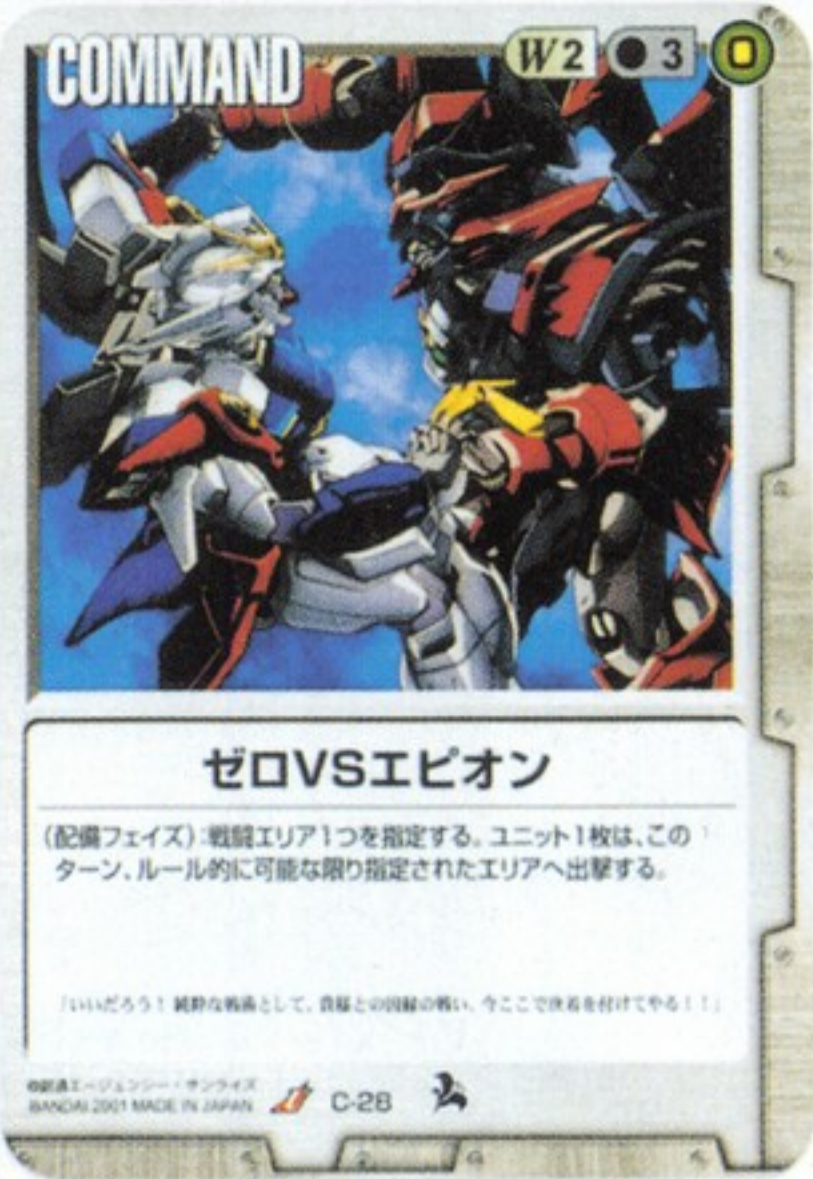 COMMAND
W2 ● 3 0
ゼロVSエピオン
(配備フェイズ):戦闘エリア1つを指定する。ユニット1枚は、この
ターン、ルール的に可能な限り指定されたエリアへ出撃する。
「いいだろう!純粋な戦術として、貴様との因縁の戦い、今ここで決着を付けてやる!!」
©創通エージェンシー・サンライズ
BANDAI 2001 MADE IN JAPAN C-28